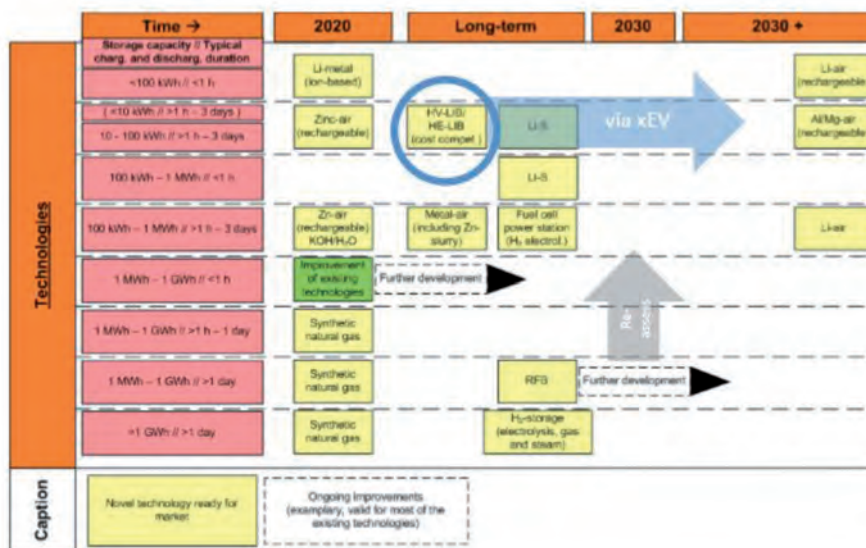 Time →
2020
Long-term
2030
2030 +
Technologies
Storage capacity // Typical
charg. and discharg. duration
<100 kWh // <1 h
Li-metal
(ion-based)
Li-air
(rechargeable)
(<10 kWh // >1 h – 3 days )
10 - 100 kWh // >1 h – 3 days
Zinc-air
(rechargeable)
HV-LIB/
HE-LIB
(cost compet.)
Li-S
via xEV
Al/Mg-air
(rechargeable)
100 kWh – 1 MWh // <1 h
Li-S
100 kWh – 1 MWh // >1 h – 3 days
Zn-air
(rechargeable)
KOH/H₂O
Metal-air
(including Zn-
slurry)
Fuel cell
power station
(H₂ electrol.)
Li-air
1 MWh – 1 GWh // <1 h
Improvement
of existing
technologies
Further development
Re-
assess
1 MWh – 1 GWh // >1 h - 1 day
Synthetic
natural gas
1 MWh – 1 GWh // >1 day
Synthetic
natural gas
RFB
Further development
>1 GWh // >1 day
Synthetic
natural gas
H₂-storage
(electrolysis, gas
and steam)
Caption
Novel technology ready for
market
Ongoing improvements
(examplary, valid for most of the
existing technologies)